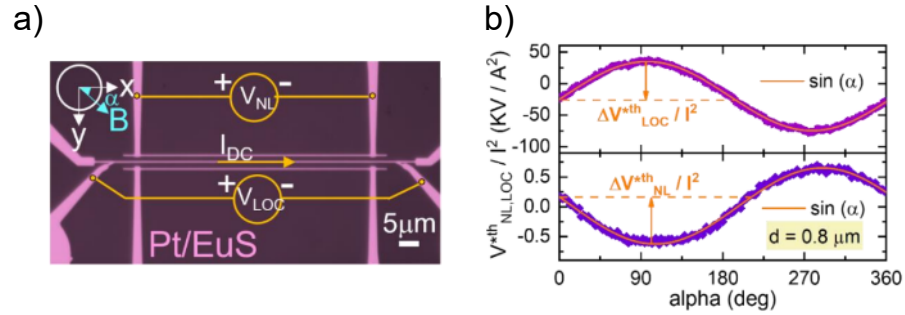 a)
b)
x
α
B
y
+ V_NL -
I_DC
+ V_LOC -
5μm
Pt/EuS
V*th_NL,LOC / I² (KV / A²)
50
0
-50
-100
sin (α)
ΔV*th_LOC / I²
0.5
0.0
-0.5
ΔV*th_NL / I²
sin (α)
d = 0.8 μm
0 90 180 270 360
alpha (deg)